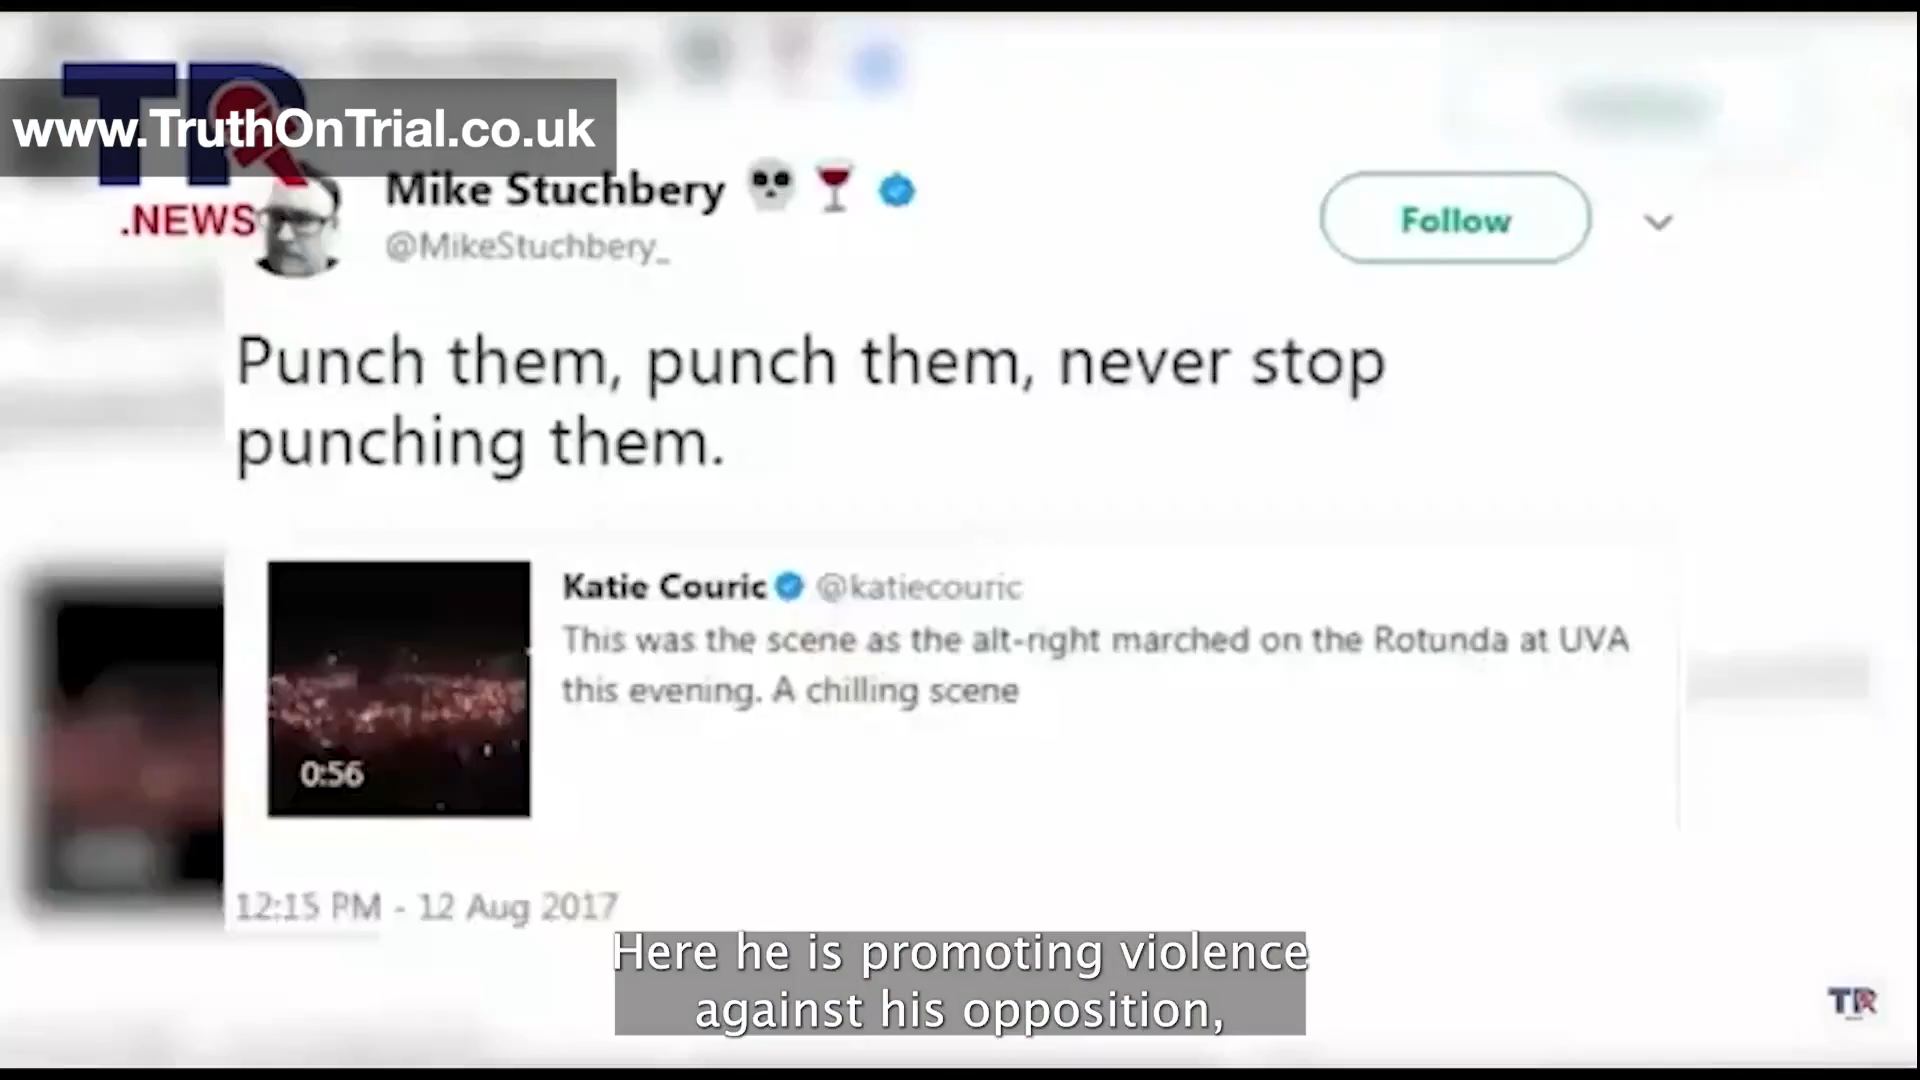 TR
www.TruthOnTrial.co.uk
.NEWS
Mike Stuchbery
@MikeStuchbery_
Follow
Punch them, punch them, never stop
punching them.
Katie Couric @katiecouric
This was the scene as the alt-right marched on the Rotunda at UVA
this evening. A chilling scene
0:56
12:15 PM - 12 Aug 2017
Here he is promoting violence
against his opposition,
TR